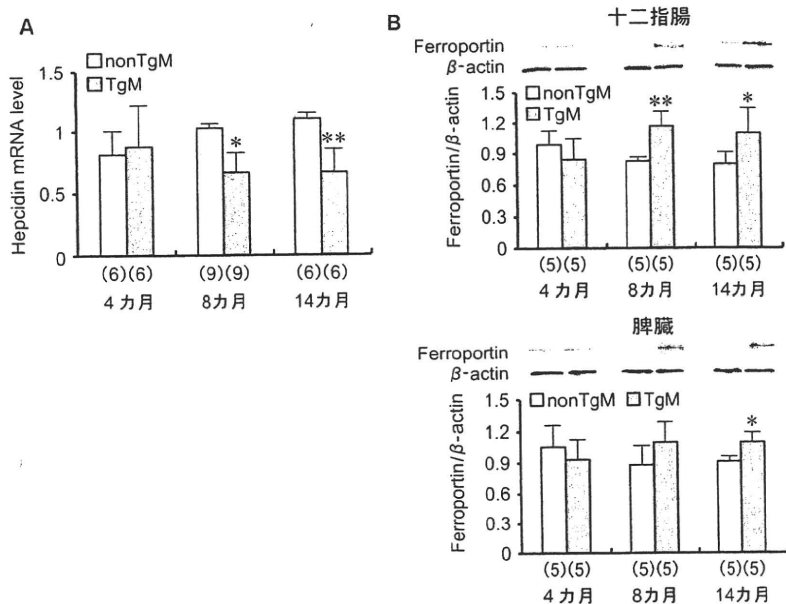 A
nonTgM
TgM
Hepcidin mRNA level
1.5
1
0.5
0
*
**
(6)(6) (9)(9) (6)(6)
4カ月 8カ月 14カ月
B
十二指腸
Ferroportin
β-actin
nonTgM
TgM
Ferroportin/β-actin
1.5
1.2
0.9
0.6
0.3
0
**
*
(5)(5) (5)(5) (5)(5)
4カ月 8カ月 14カ月
脾臓
Ferroportin
β-actin
nonTgM TgM
Ferroportin/β-actin
1.5
1.2
0.9
0.6
0.3
0
*
(5)(5) (5)(5) (5)(5)
4カ月 8カ月 14カ月